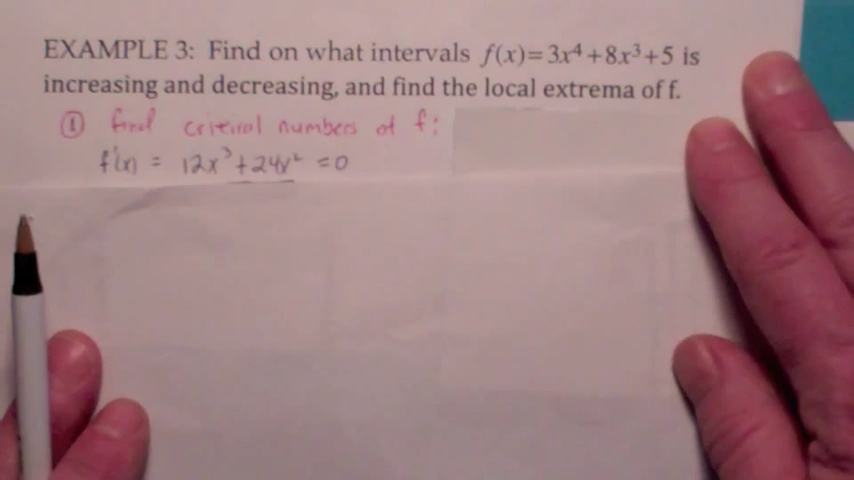 EXAMPLE 3: Find on what intervals f(x)= 3x⁴+8x³+5 is
increasing and decreasing, and find the local extrema of f.
① find critical numbers of f:
f'(x) = 12x³+24x² =0